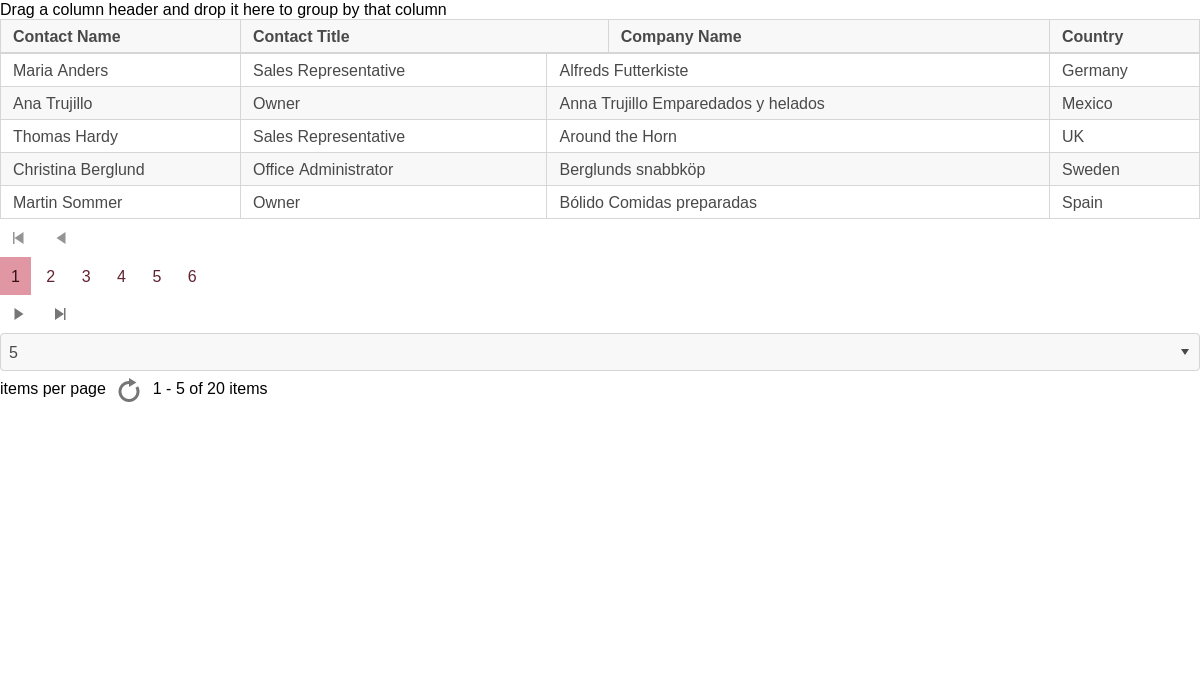 Drag a column header and drop it here to group by that column
Contact Name Contact Title Company Name Country
Maria Anders Sales Representative Alfreds Futterkiste Germany
Ana Trujillo Owner Anna Trujillo Emparedados y helados Mexico
Thomas Hardy Sales Representative Around the Horn UK
Christina Berglund Office Administrator Berglunds snabbköp Sweden
Martin Sommer Owner Bólido Comidas preparadas Spain
1 2 3 4 5 6
5
items per page 1 - 5 of 20 items